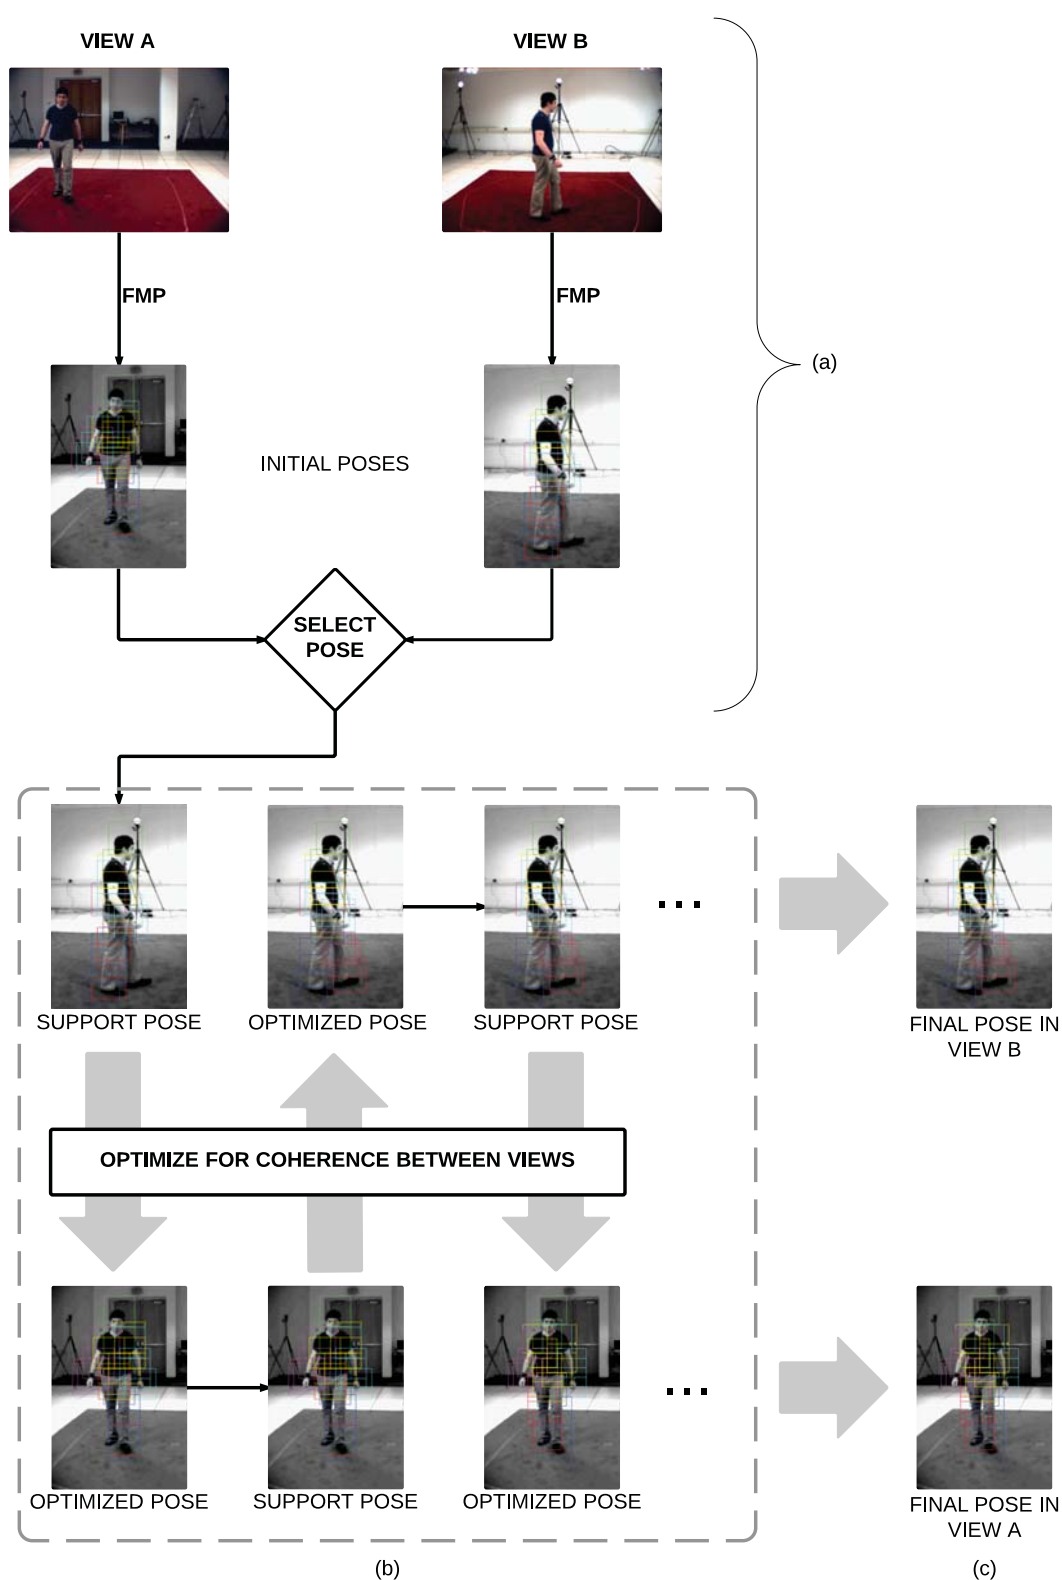 VIEW A
VIEW B
FMP
FMP
(a)
INITIAL POSES
SELECT
POSE
...
SUPPORT POSE
OPTIMIZED POSE
SUPPORT POSE
FINAL POSE IN
VIEW B
OPTIMIZE FOR COHERENCE BETWEEN VIEWS
...
OPTIMIZED POSE
SUPPORT POSE
OPTIMIZED POSE
FINAL POSE IN
VIEW A
(b)
(c)